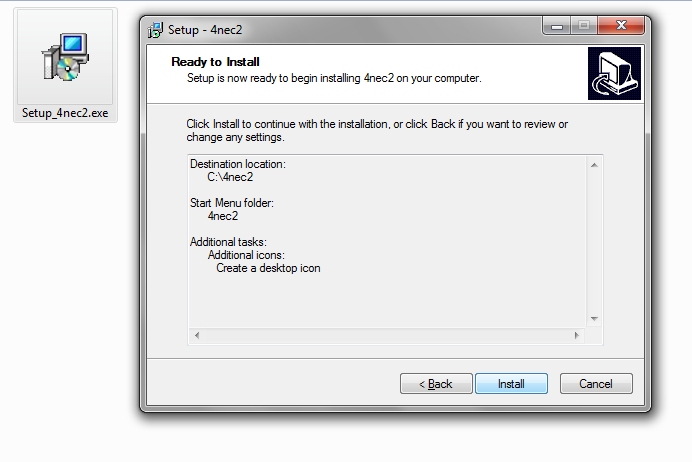 Setup_4nec2.exe
Setup - 4nec2
Ready to Install
Setup is now ready to begin installing 4nec2 on your computer.
Click Install to continue with the installation, or click Back if you want to review or
change any settings.
Destination location:
C:\4nec2
Start Menu folder:
4nec2
Additional tasks:
Additional icons:
Create a desktop icon
< Back
Install
Cancel